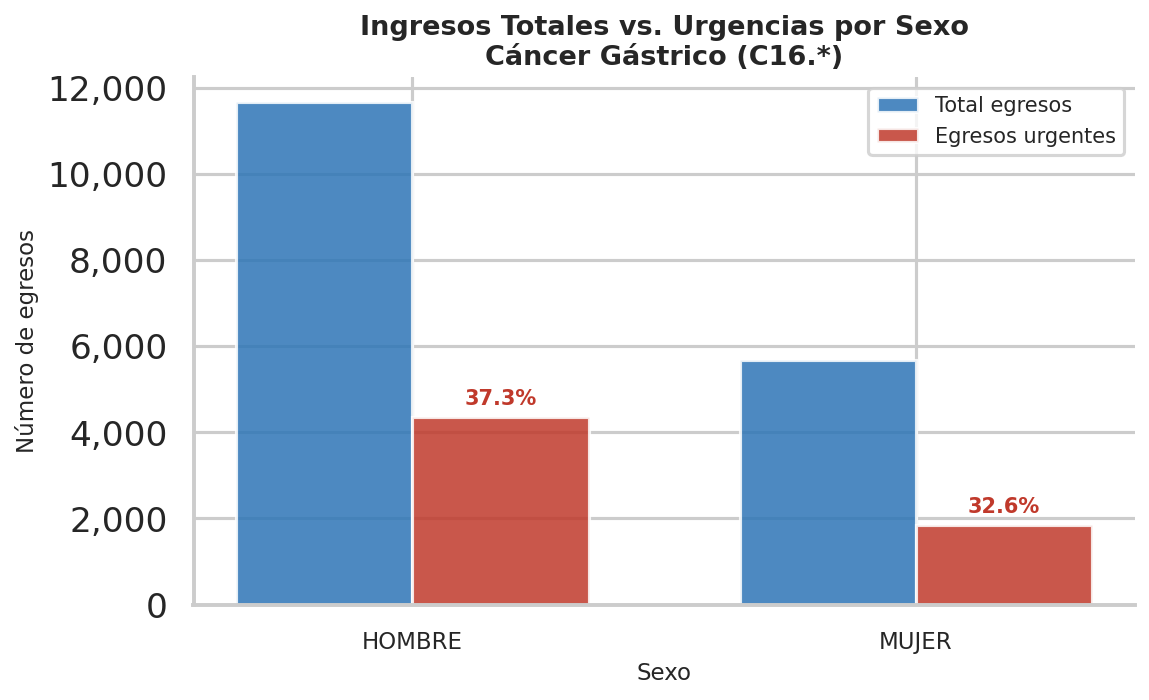 Ingresos Totales vs. Urgencias por Sexo
Cáncer Gástrico (C16.*)
Total egresos
Egresos urgentes
Número de egresos
12,000
10,000
8,000
6,000
4,000
2,000
0
37.3%
32.6%
HOMBRE
MUJER
Sexo